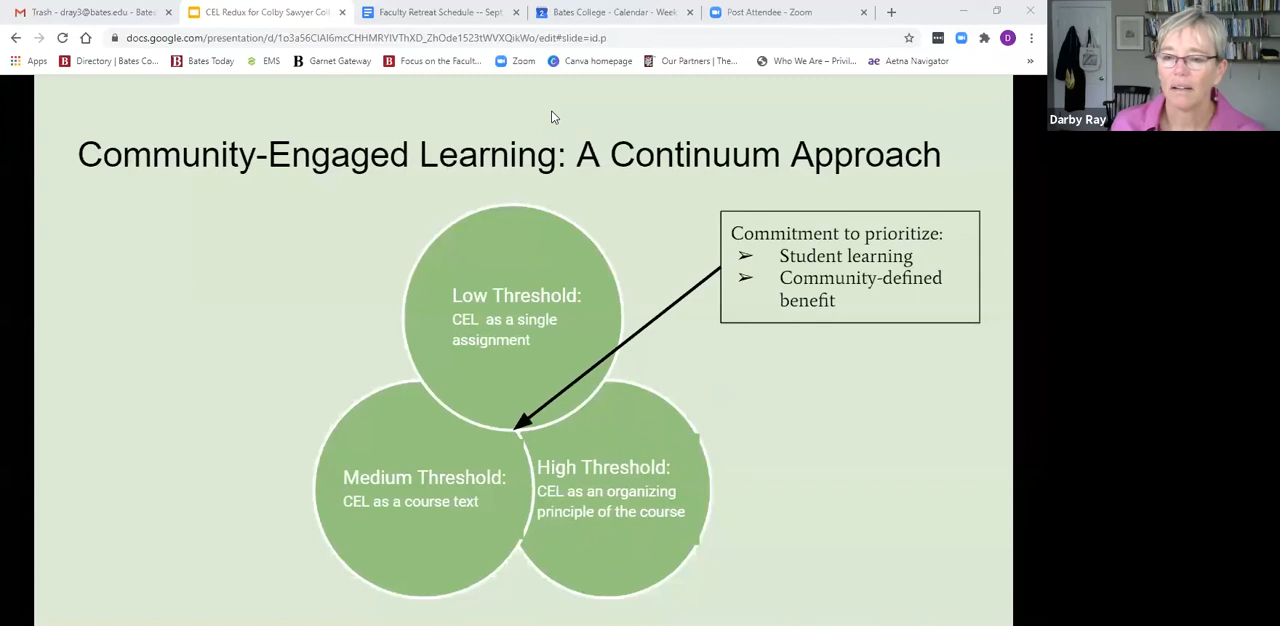 Trash - dray3@bates.edu - Bates
CEL Redux for Colby Sawyer Coll
Faculty Retreat Schedule -- Sept.
Bates College - Calendar - Week
Post Attendee - Zoom
docs.google.com/presentation/d/1o3a56ClAl6mcCHHMRYIVThXD_ZhOde1523tWVXQikWo/edit#slide=id.p
Apps
Directory | Bates Co...
Bates Today
EMS
Garnet Gateway
Focus on the Facult...
Zoom
Canva homepage
Our Partners | The...
Who We Are – Privil...
Aetna Navigator
Darby Ray
Community-Engaged Learning: A Continuum Approach
Commitment to prioritize:
➢ Student learning
➢ Community-defined
benefit
Low Threshold:
CEL as a single
assignment
Medium Threshold:
CEL as a course text
High Threshold:
CEL as an organizing
principle of the course